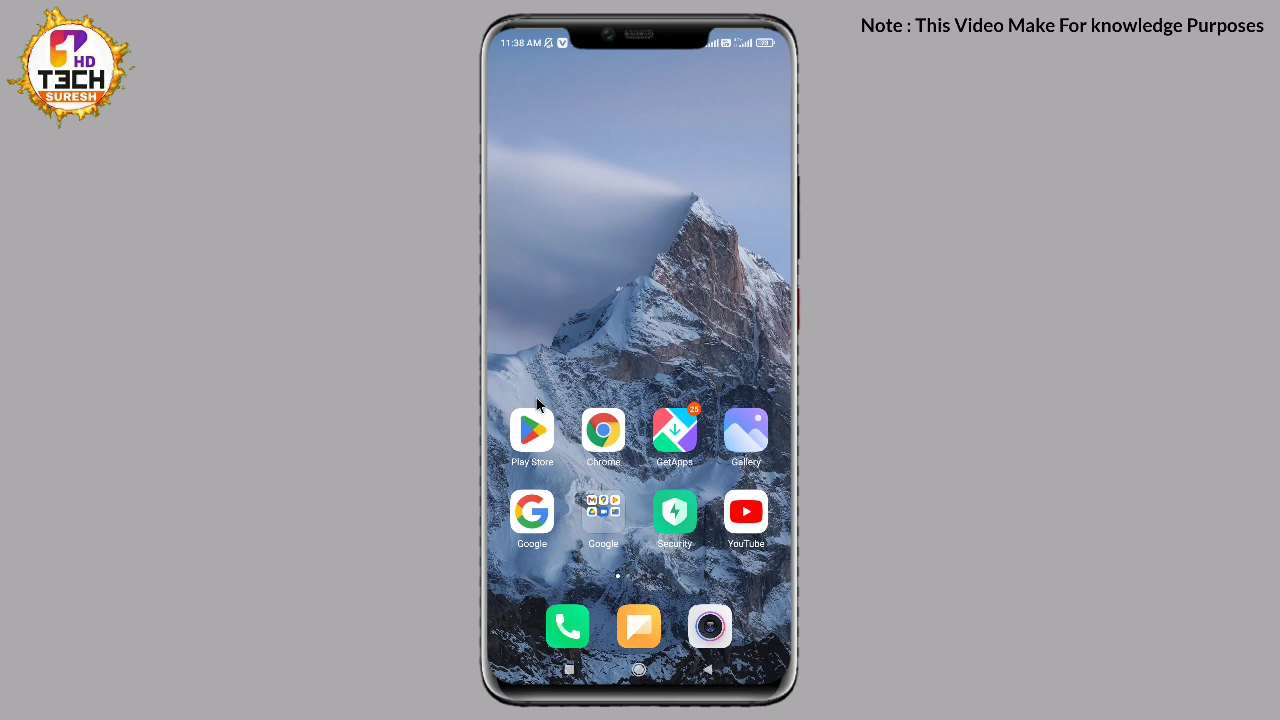 Note : This Video Make For knowledge Purposes
HD
T3CH
SURESH
11:38 AM
25
Play Store
Chrome
GetApps
Gallery
Google
Google
Security
YouTube